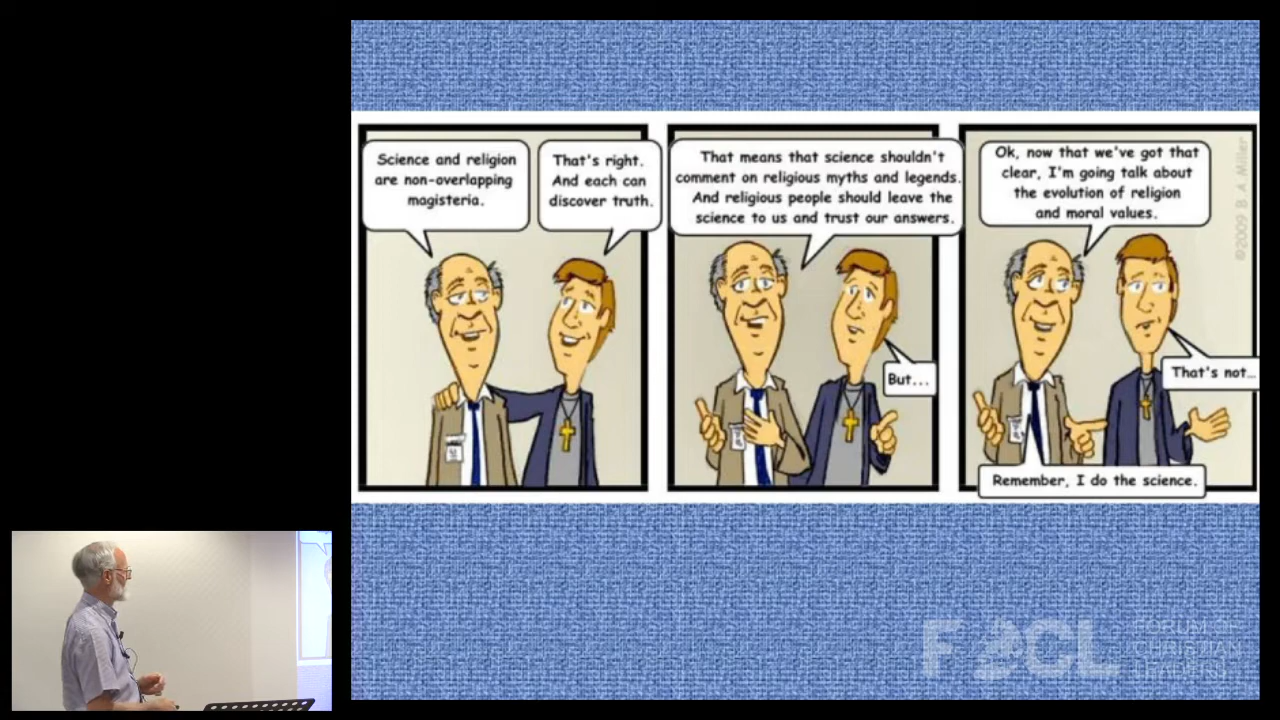 Science and religion
are non-overlapping
magisteria.
That's right.
And each can
discover truth.
That means that science shouldn't
comment on religious myths and legends.
And religious people should leave the
science to us and trust our answers.
But...
Ok, now that we've got that
clear, I'm going talk about
the evolution of religion
and moral values.
That's not...
Remember, I do the science.
©2009 B A Miller
FOCL
FORUM OF
CHRISTIAN
LEADERS